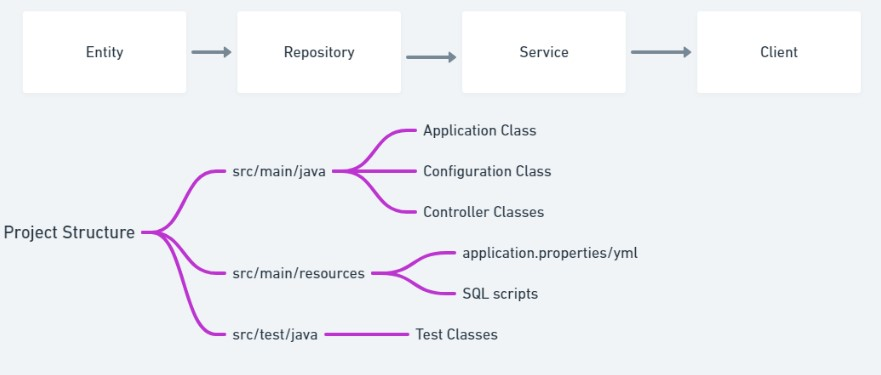 Entity
Repository
Service
Client
Application Class
src/main/java
Configuration Class
Controller Classes
Project Structure
application.properties/yml
src/main/resources
SQL scripts
src/test/java
Test Classes